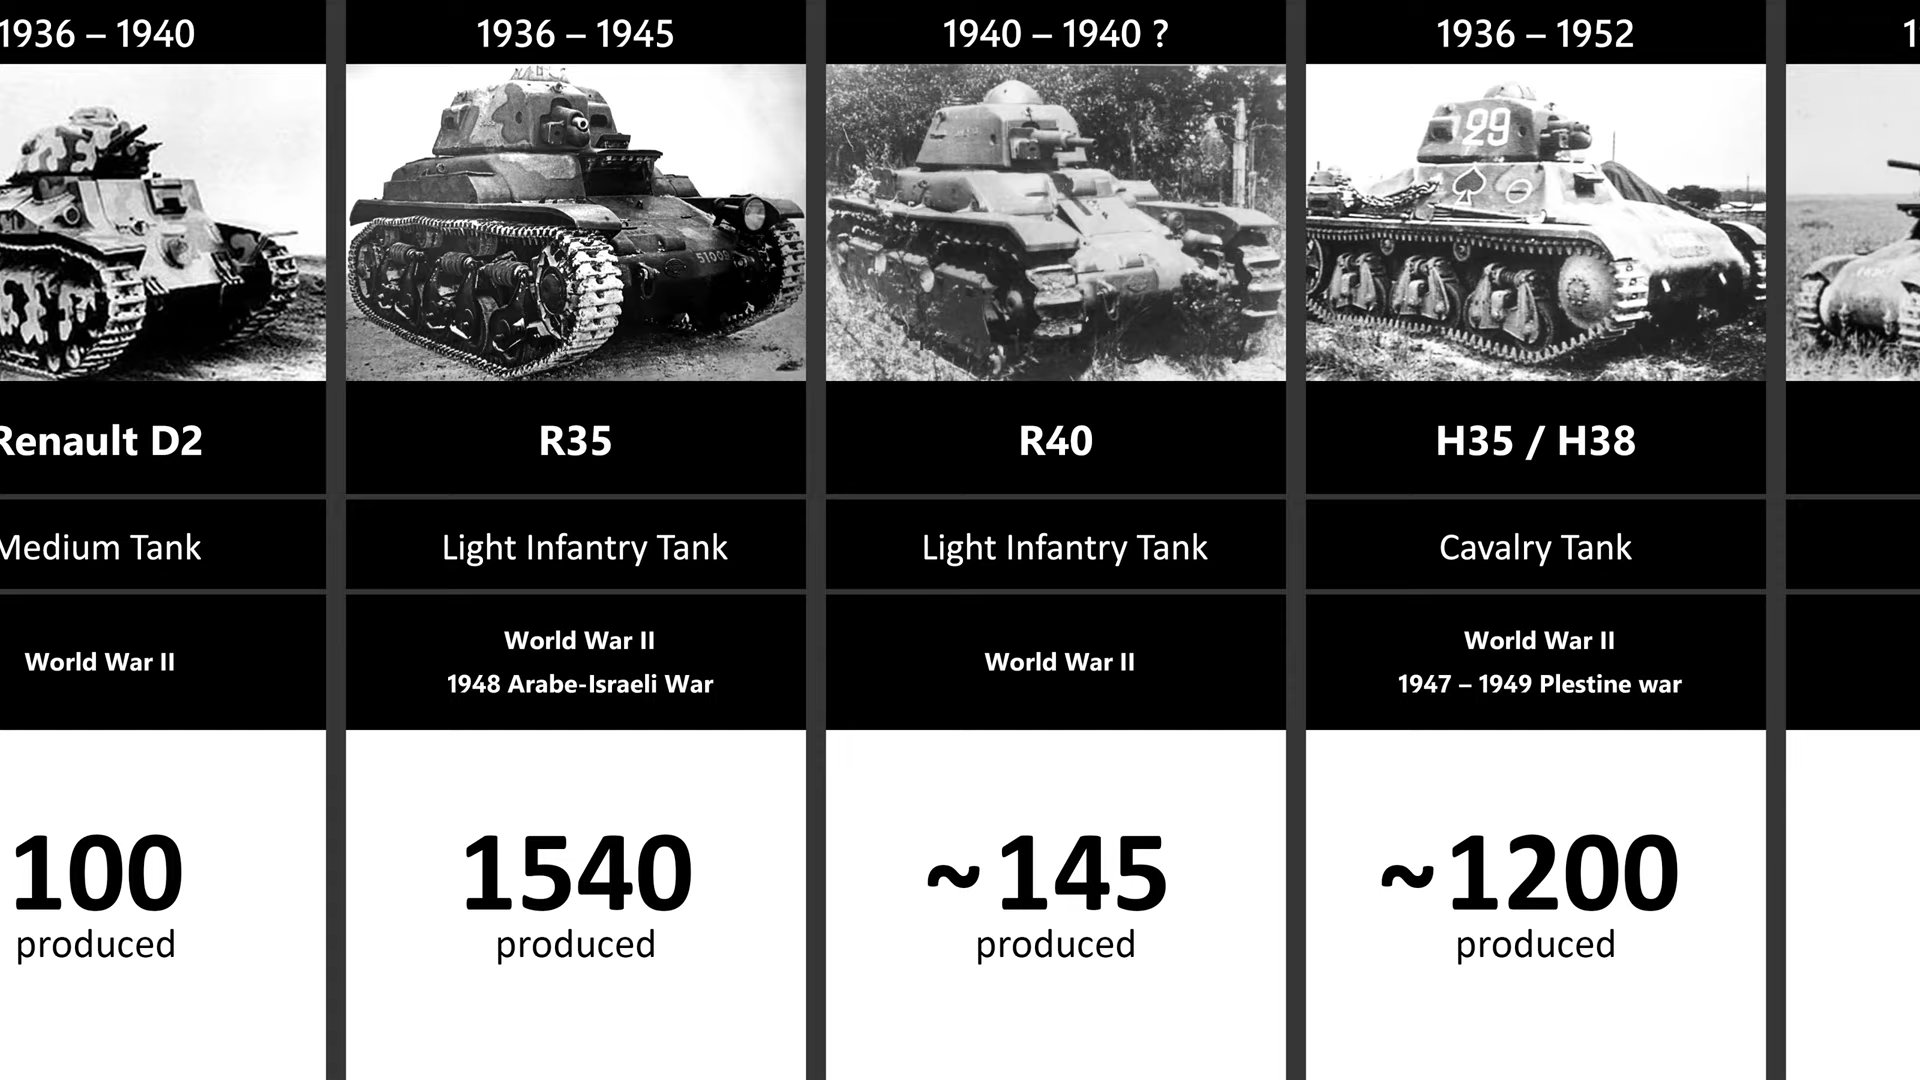 1936 – 1940
Renault D2
Medium Tank
World War II
100
produced
1936 – 1945
51009
R35
Light Infantry Tank
World War II
1948 Arabe-Israeli War
1540
produced
1940 – 1940 ?
R40
Light Infantry Tank
World War II
~145
produced
1936 – 1952
29
H35 / H38
Cavalry Tank
World War II
1947 – 1949 Plestine war
~1200
produced